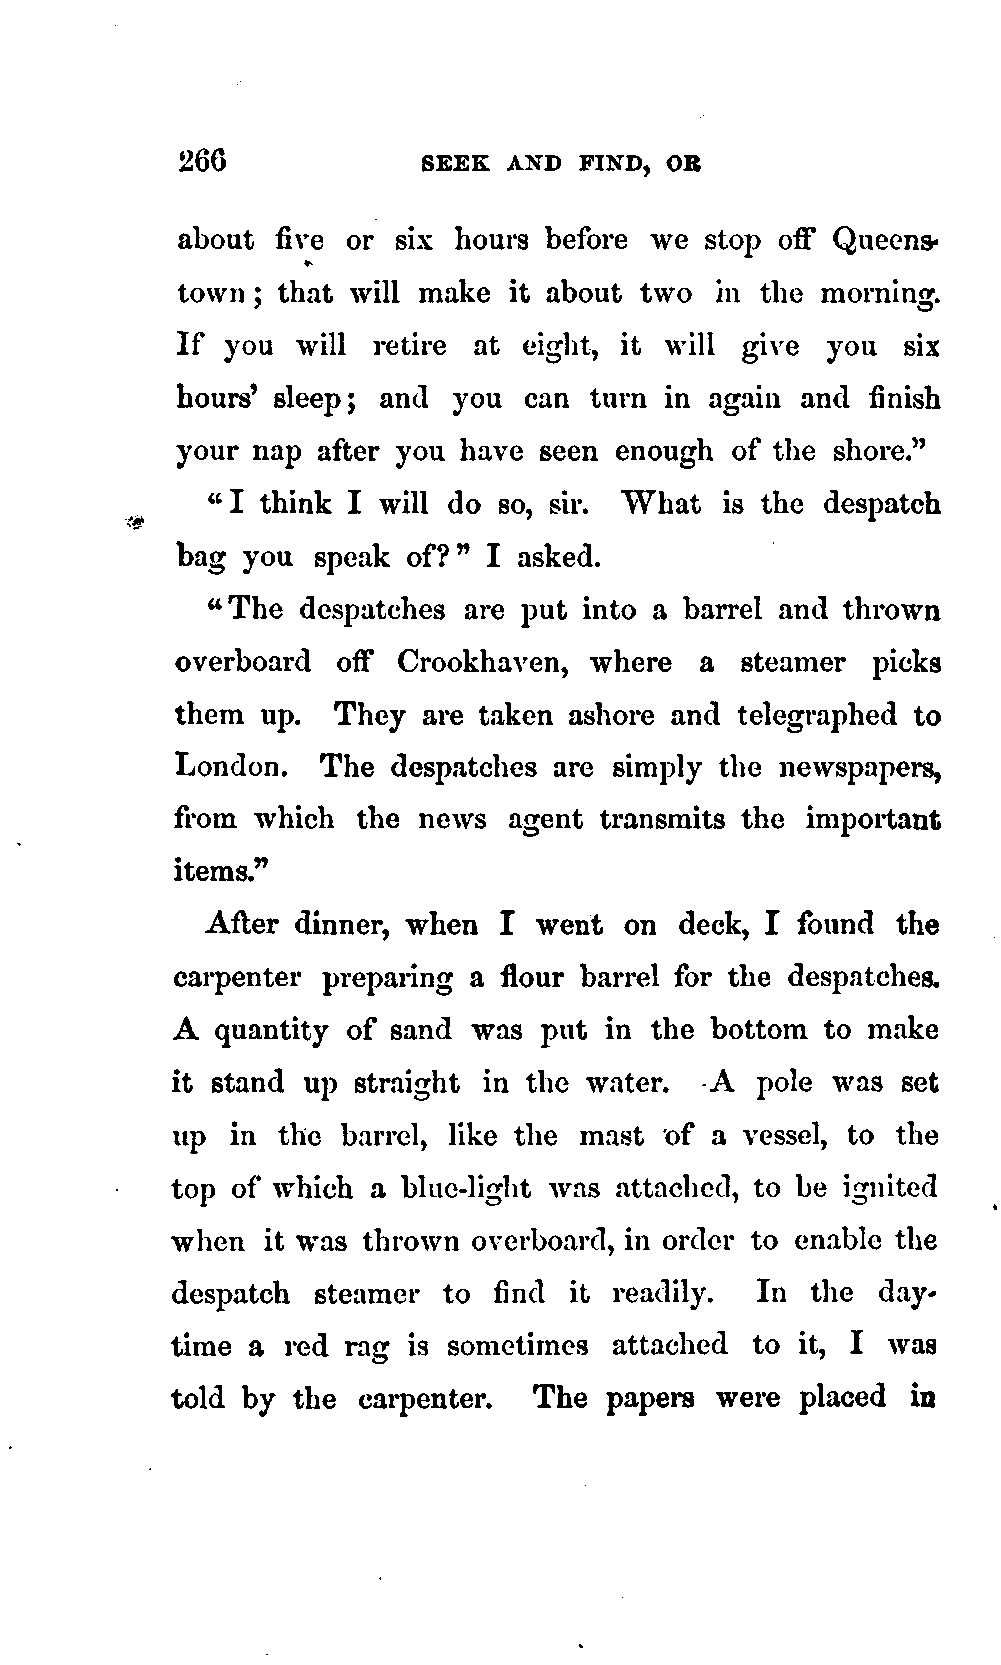 266 SEEK AND FIND, OR
about five or six hours before we stop off Queens-
town; that will make it about two in the morning.
If you will retire at eight, it will give you six
hours' sleep; and you can turn in again and finish
your nap after you have seen enough of the shore."
"I think I will do so, sir. What is the despatch
bag you speak of?" I asked.
"The despatches are put into a barrel and thrown
overboard off Crookhaven, where a steamer picks
them up. They are taken ashore and telegraphed to
London. The despatches are simply the newspapers,
from which the news agent transmits the important
items."
After dinner, when I went on deck, I found the
carpenter preparing a flour barrel for the despatches.
A quantity of sand was put in the bottom to make
it stand up straight in the water. A pole was set
up in the barrel, like the mast of a vessel, to the
top of which a blue-light was attached, to be ignited
when it was thrown overboard, in order to enable the
despatch steamer to find it readily. In the day-
time a red rag is sometimes attached to it, I was
told by the carpenter. The papers were placed in